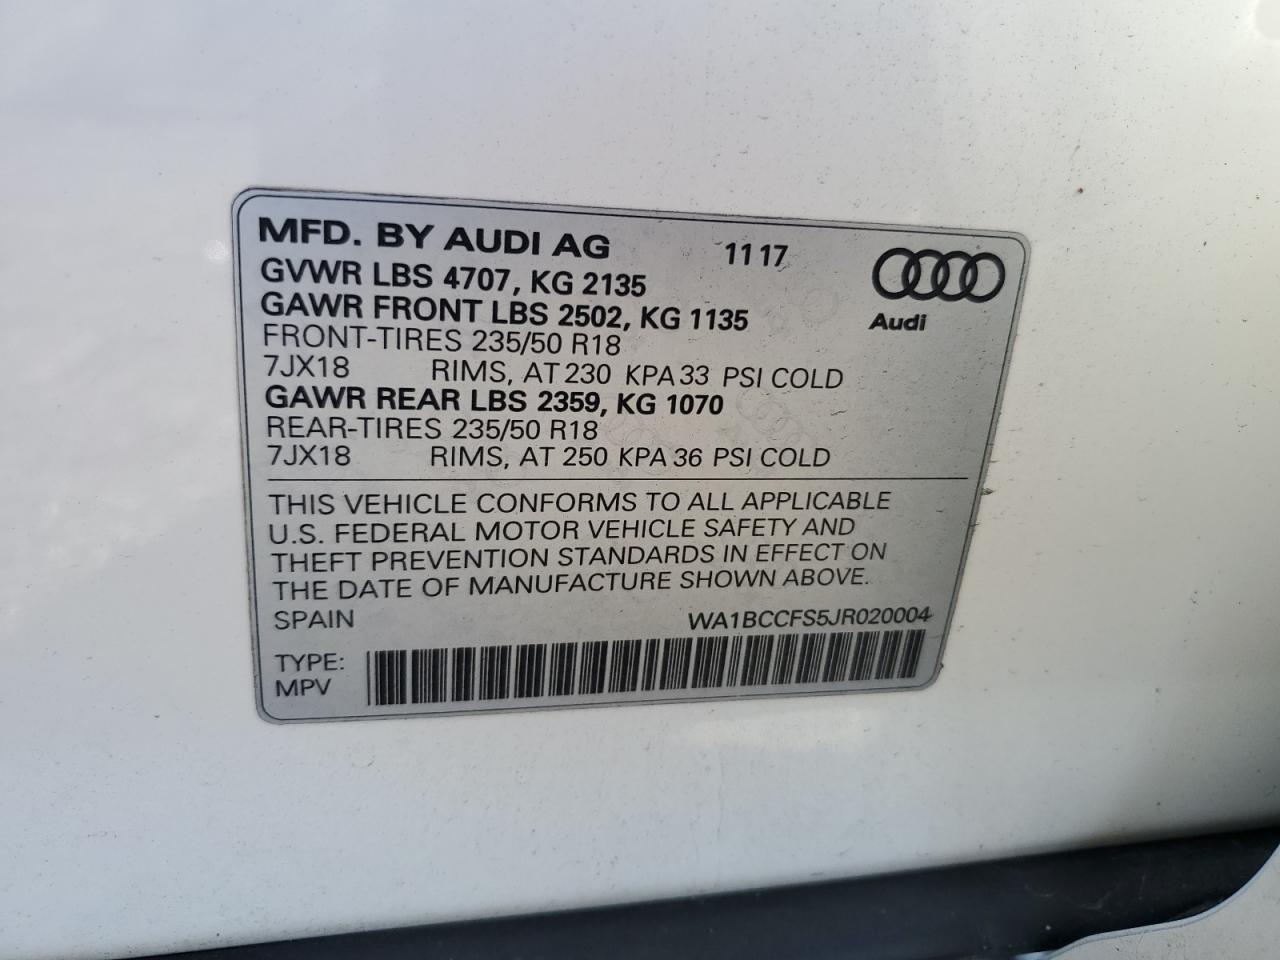 MFD. BY AUDI AG 11 17
GVWR LBS 4707, KG 2135
GAWR FRONT LBS 2502, KG 1135
Audi
FRONT-TIRES 235/50 R18
7JX18 RIMS, AT 230 KPA 33 PSI COLD
GAWR REAR LBS 2359, KG 1070
REAR-TIRES 235/50 R18
7JX18 RIMS, AT 250 KPA 36 PSI COLD
THIS VEHICLE CONFORMS TO ALL APPLICABLE
U.S. FEDERAL MOTOR VEHICLE SAFETY AND
THEFT PREVENTION STANDARDS IN EFFECT ON
THE DATE OF MANUFACTURE SHOWN ABOVE.
SPAIN WA1BCCFS5JR020004
TYPE:
MPV